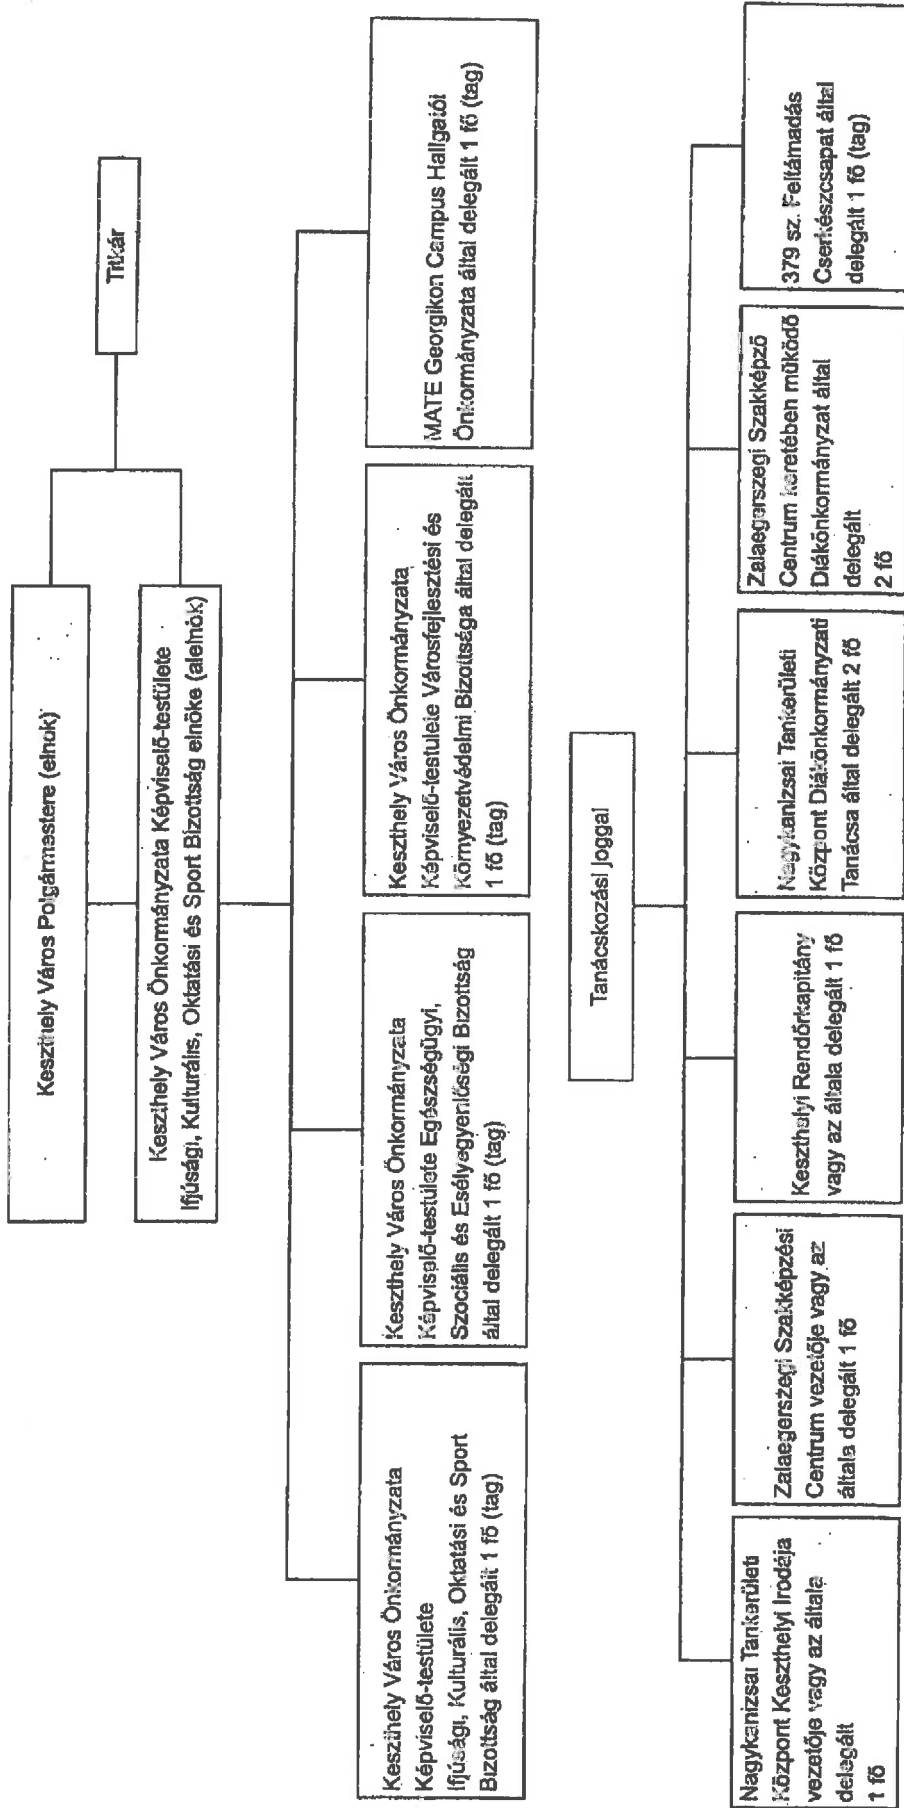 Keszthely Város Polgármestere (elnök)
Titkár
Keszthely Város Önkormányzata Képviselő-testülete
Ifjúsági, Kulturális, Oktatási és Sport Bizottság elnöke (alelnök)
Keszthely Város Önkormányzata
Képviselő-testülete
Ifjúsági, Kulturális, Oktatási és Sport
Bizottság által delegált 1 fő (tag)
Keszthely Város Önkormányzata
Képviselő-testülete Egészségügyi,
Szociális és Esélyegyenlőségi Bizottság
által delegált 1 fő (tag)
Keszthely Város Önkormányzata
Képviselő-testülete Városfejlesztési és
Környezetvédelmi Bizottsága által delegált
1 fő (tag)
MATE Georgikon Campus Hallgatói
Önkormányzata által delegált 1 fő (tag)
Tanácskozási joggal
Nagykanizsai Tankerületi
Központ Keszthelyi Irodája
vezetője vagy az általa
delegált
1 fő
Zalaegerszegi Szakképzési
Centrum vezetője vagy az
általa delegált 1 fő
Keszthelyi Rendőrkapitány
vagy az általa delegált 1 fő
Nagykanizsai Tankerületi
Központ Diákönkormányzati
Tanácsa által delegált 2 fő
Zalaegerszegi Szakképző
Centrum keretében működő
Diákönkormányzat által
delegált
2 fő
379 sz. Feltámadás
Cserkészcsapat által
delegált 1 fő (tag)